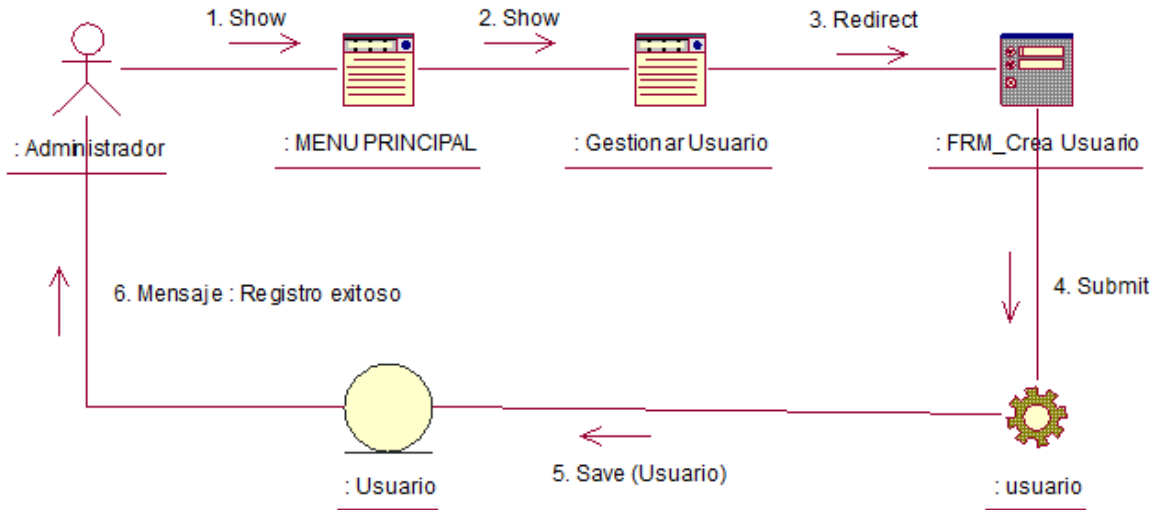 1. Show
2. Show
3. Redirect
: Administrador
: MENU PRINCIPAL
: Gestionar Usuario
: FRM_Crea Usuario
6. Mensaje : Registro exitoso
4. Submit
5. Save (Usuario)
: Usuario
: usuario